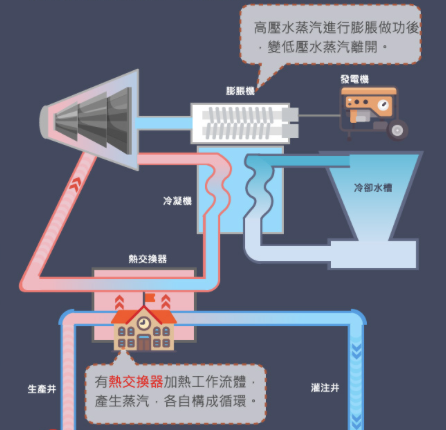 高壓水蒸汽進行膨脹做功後
，變低壓水蒸汽離開。
膨脹機
發電機
冷凝機
冷卻水槽
熱交換器
有熱交換器加熱工作流體，
產生蒸汽，各自構成循環。
生產井
灌注井